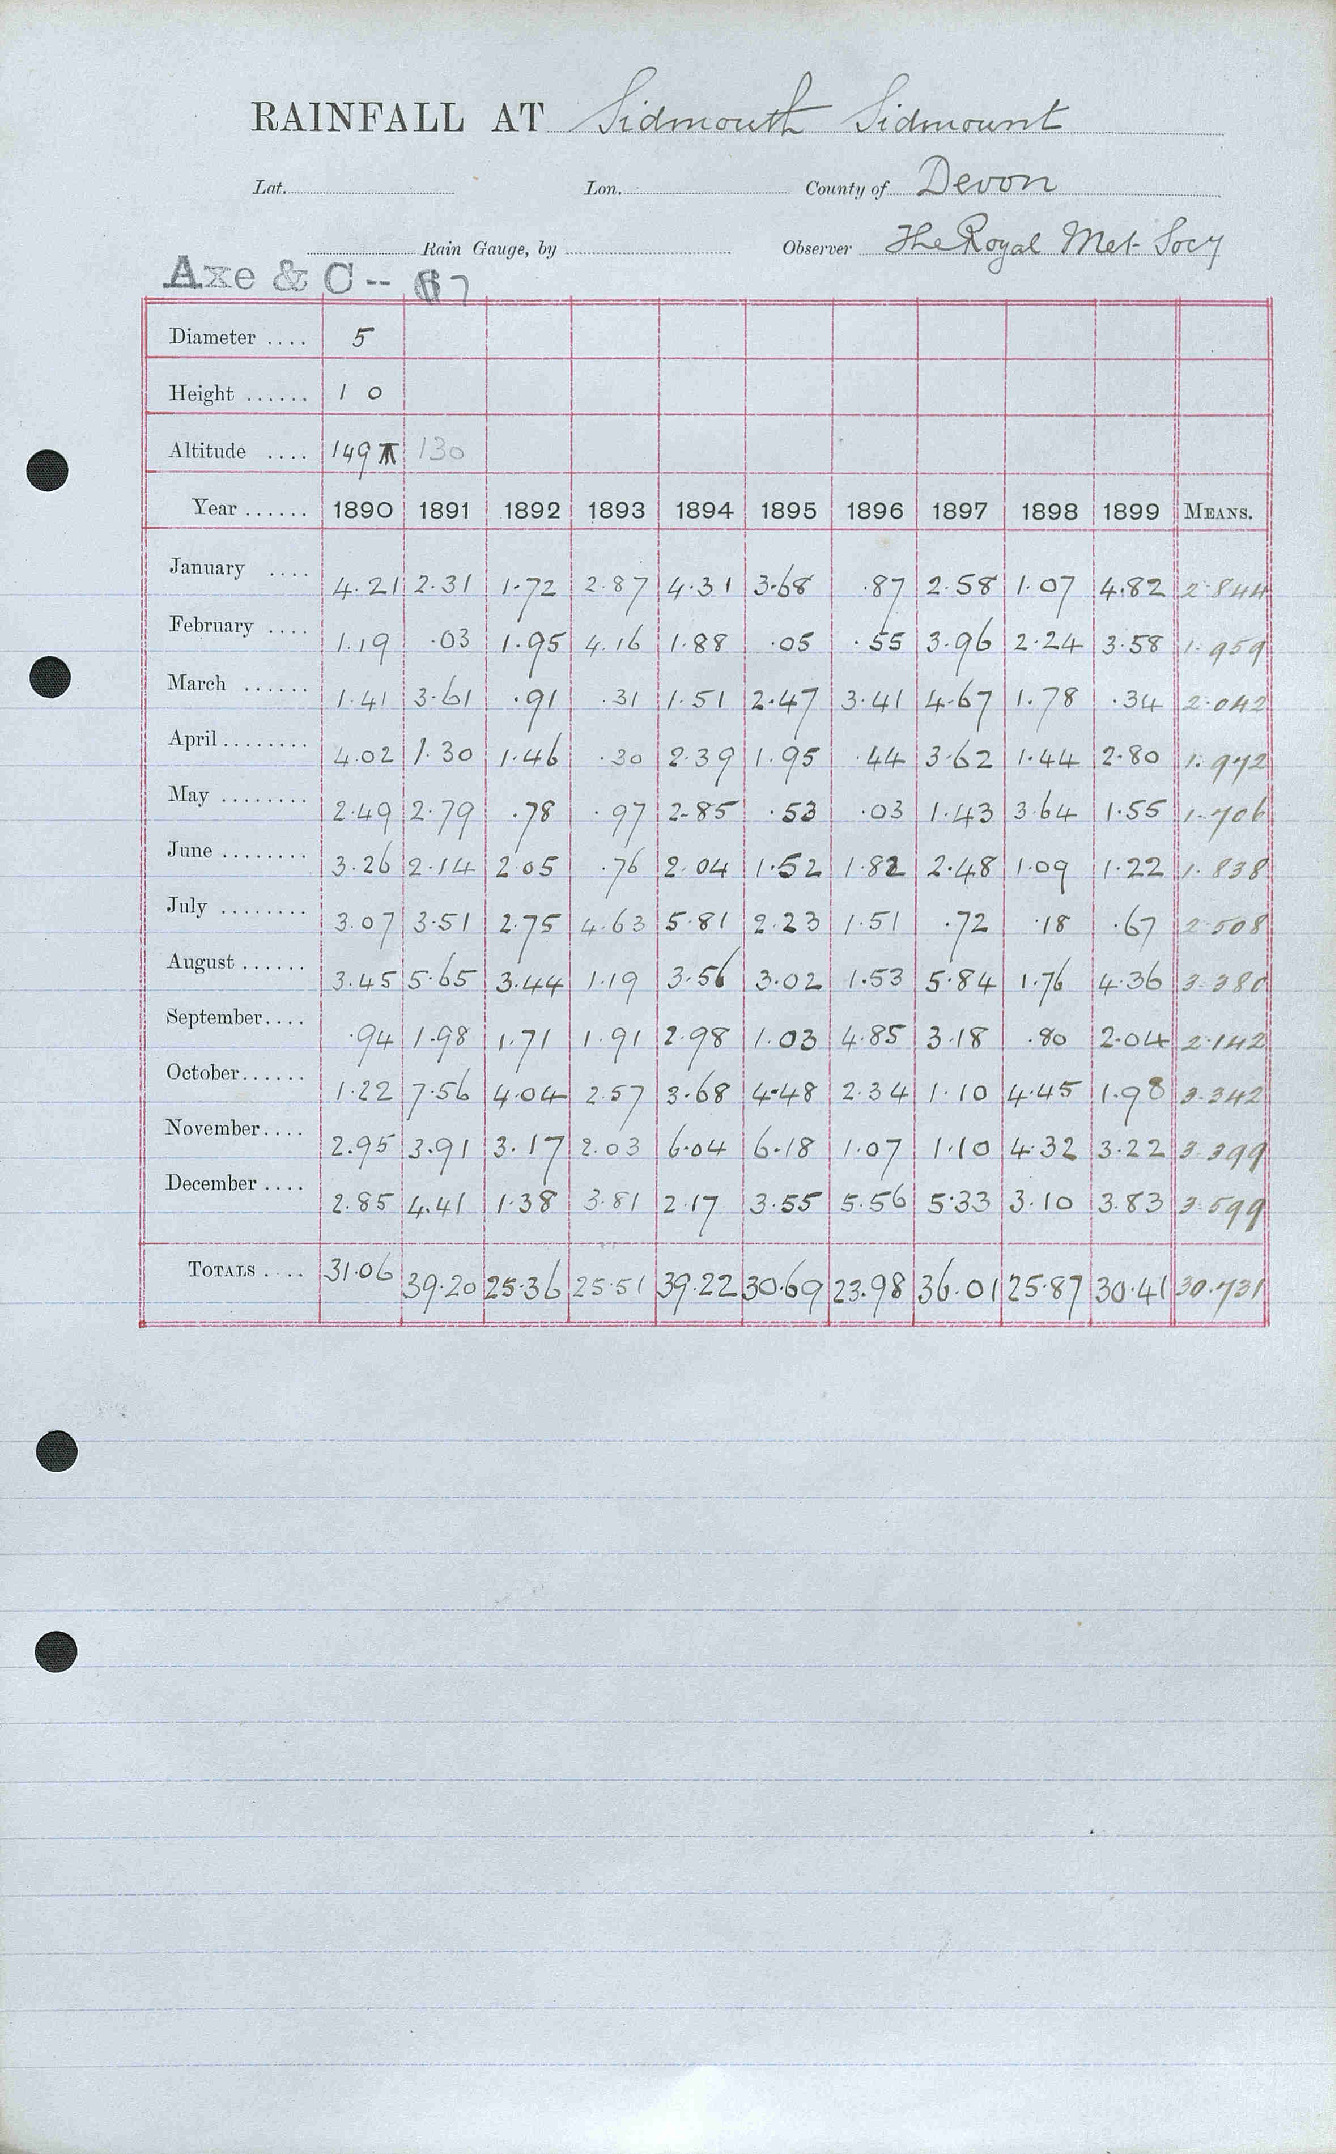 RAINFALL AT Sidmouth Sidmount
Lat. Lon. County of Devon
Rain Gauge, by Observer The Royal Met. Socy
Axe & C--
Diameter .... 5
Height ...... 1 0
Altitude .... 149 130
Year ...... 1890 1891 1892 1893 1894 1895 1896 1897 1898 1899 MEANS.
January .... 4.21 2.31 1.72 2.87 4.31 3.68 .87 2.58 1.07 4.82 2.844
February .... 1.19 .03 1.95 4.16 1.88 .05 .55 3.96 2.24 3.58 1.959
March ...... 1.41 3.61 .91 .31 1.51 2.47 3.41 4.67 1.78 .34 2.042
April ........ 4.02 1.30 1.46 .30 2.39 1.95 .44 3.62 1.44 2.80 1.972
May ........ 2.49 2.79 .78 .97 2.85 .53 .03 1.43 3.64 1.55 1.706
June ........ 3.26 2.14 2.05 .76 2.04 1.52 1.82 2.48 1.09 1.22 1.838
July ........ 3.07 3.51 2.75 4.63 5.81 2.23 1.51 .72 .18 .67 2.508
August ...... 3.45 5.65 3.44 1.19 3.56 3.02 1.53 5.84 1.76 4.36 3.380
September .... .94 1.98 1.71 1.91 2.98 1.03 4.85 3.18 .80 2.04 2.142
October ...... 1.22 7.56 4.04 2.57 3.68 4.48 2.34 1.10 4.45 1.98 3.342
November .... 2.95 3.91 3.17 2.03 6.04 6.18 1.07 1.10 4.32 3.22 3.399
December .... 2.85 4.41 1.38 3.81 2.17 3.55 5.56 5.33 3.10 3.83 3.599
TOTALS .... 31.06 39.20 25.36 25.51 39.22 30.69 23.98 36.01 25.87 30.41 30.731